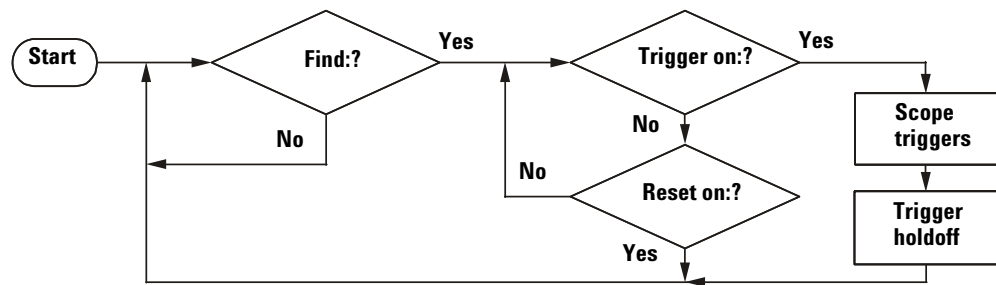 Start
Find:?
Yes
No
Trigger on:?
Yes
No
Reset on:?
No
Yes
Scope
triggers
Trigger
holdoff